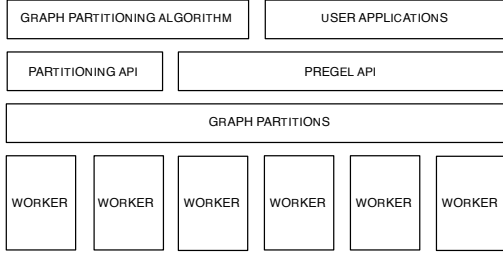 GRAPH PARTITIONING ALGORITHM
USER APPLICATIONS
PARTITIONING API
PREGEL API
GRAPH PARTITIONS
WORKER
WORKER
WORKER
WORKER
WORKER
WORKER